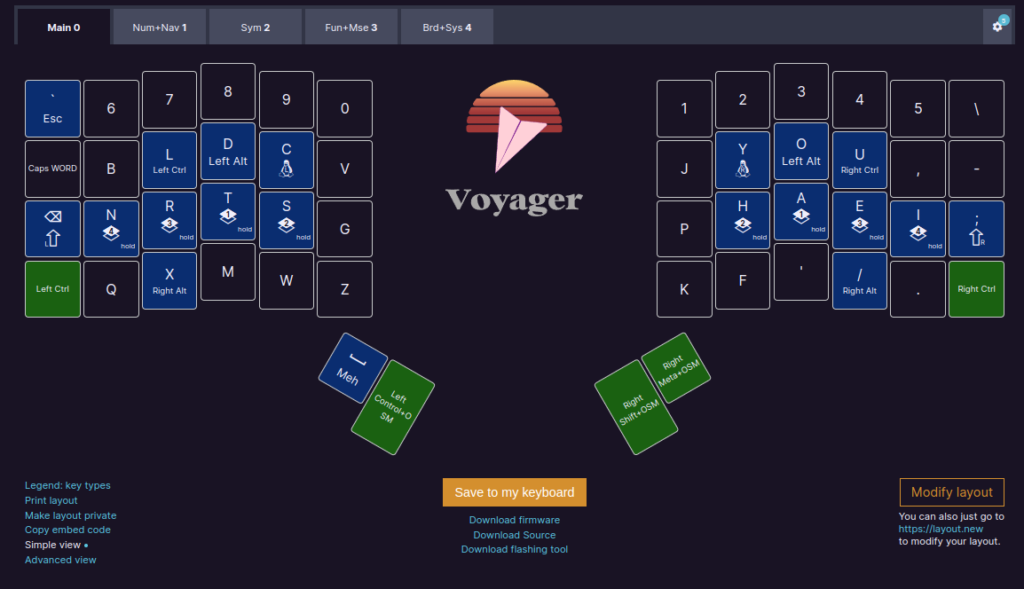 Main 0
Num+Nav 1
Sym 2
Fun+Mse 3
Brd+Sys 4
`
Esc
6
7
8
9
0
Caps WORD
B
L
Left Ctrl
D
Left Alt
C
V
L
N
4
hold
R
3
hold
T
1
hold
S
2
hold
G
Left Ctrl
Q
X
Right Alt
M
W
Z
Meh
Left
Control+O
SM
Voyager
1
2
3
4
5
\
J
Y
R
O
Left Alt
U
Right Ctrl
,
-
P
H
2
hold
A
1
hold
E
3
hold
I
4
hold
;
R
K
F
'
/
Right Alt
.
Right Ctrl
Right
Meta+OSM
Right
Shift+OSM
Legend: key types
Print layout
Make layout private
Copy embed code
Simple view •
Advanced view
Save to my keyboard
Download firmware
Download Source
Download flashing tool
Modify layout
You can also just go to
https://layout.new
to modify your layout.